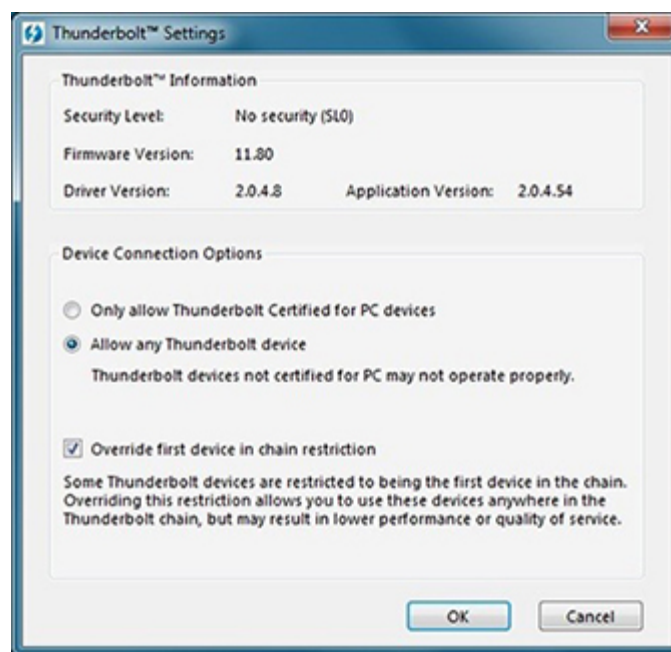 Thunderbolt™ Settings
Thunderbolt™ Information
Security Level: No security (SL0)
Firmware Version: 11.80
Driver Version: 2.0.4.8 Application Version: 2.0.4.54
Device Connection Options
Only allow Thunderbolt Certified for PC devices
Allow any Thunderbolt device
Thunderbolt devices not certified for PC may not operate properly.
Override first device in chain restriction
Some Thunderbolt devices are restricted to being the first device in the chain.
Overriding this restriction allows you to use these devices anywhere in the
Thunderbolt chain, but may result in lower performance or quality of service.
OK Cancel